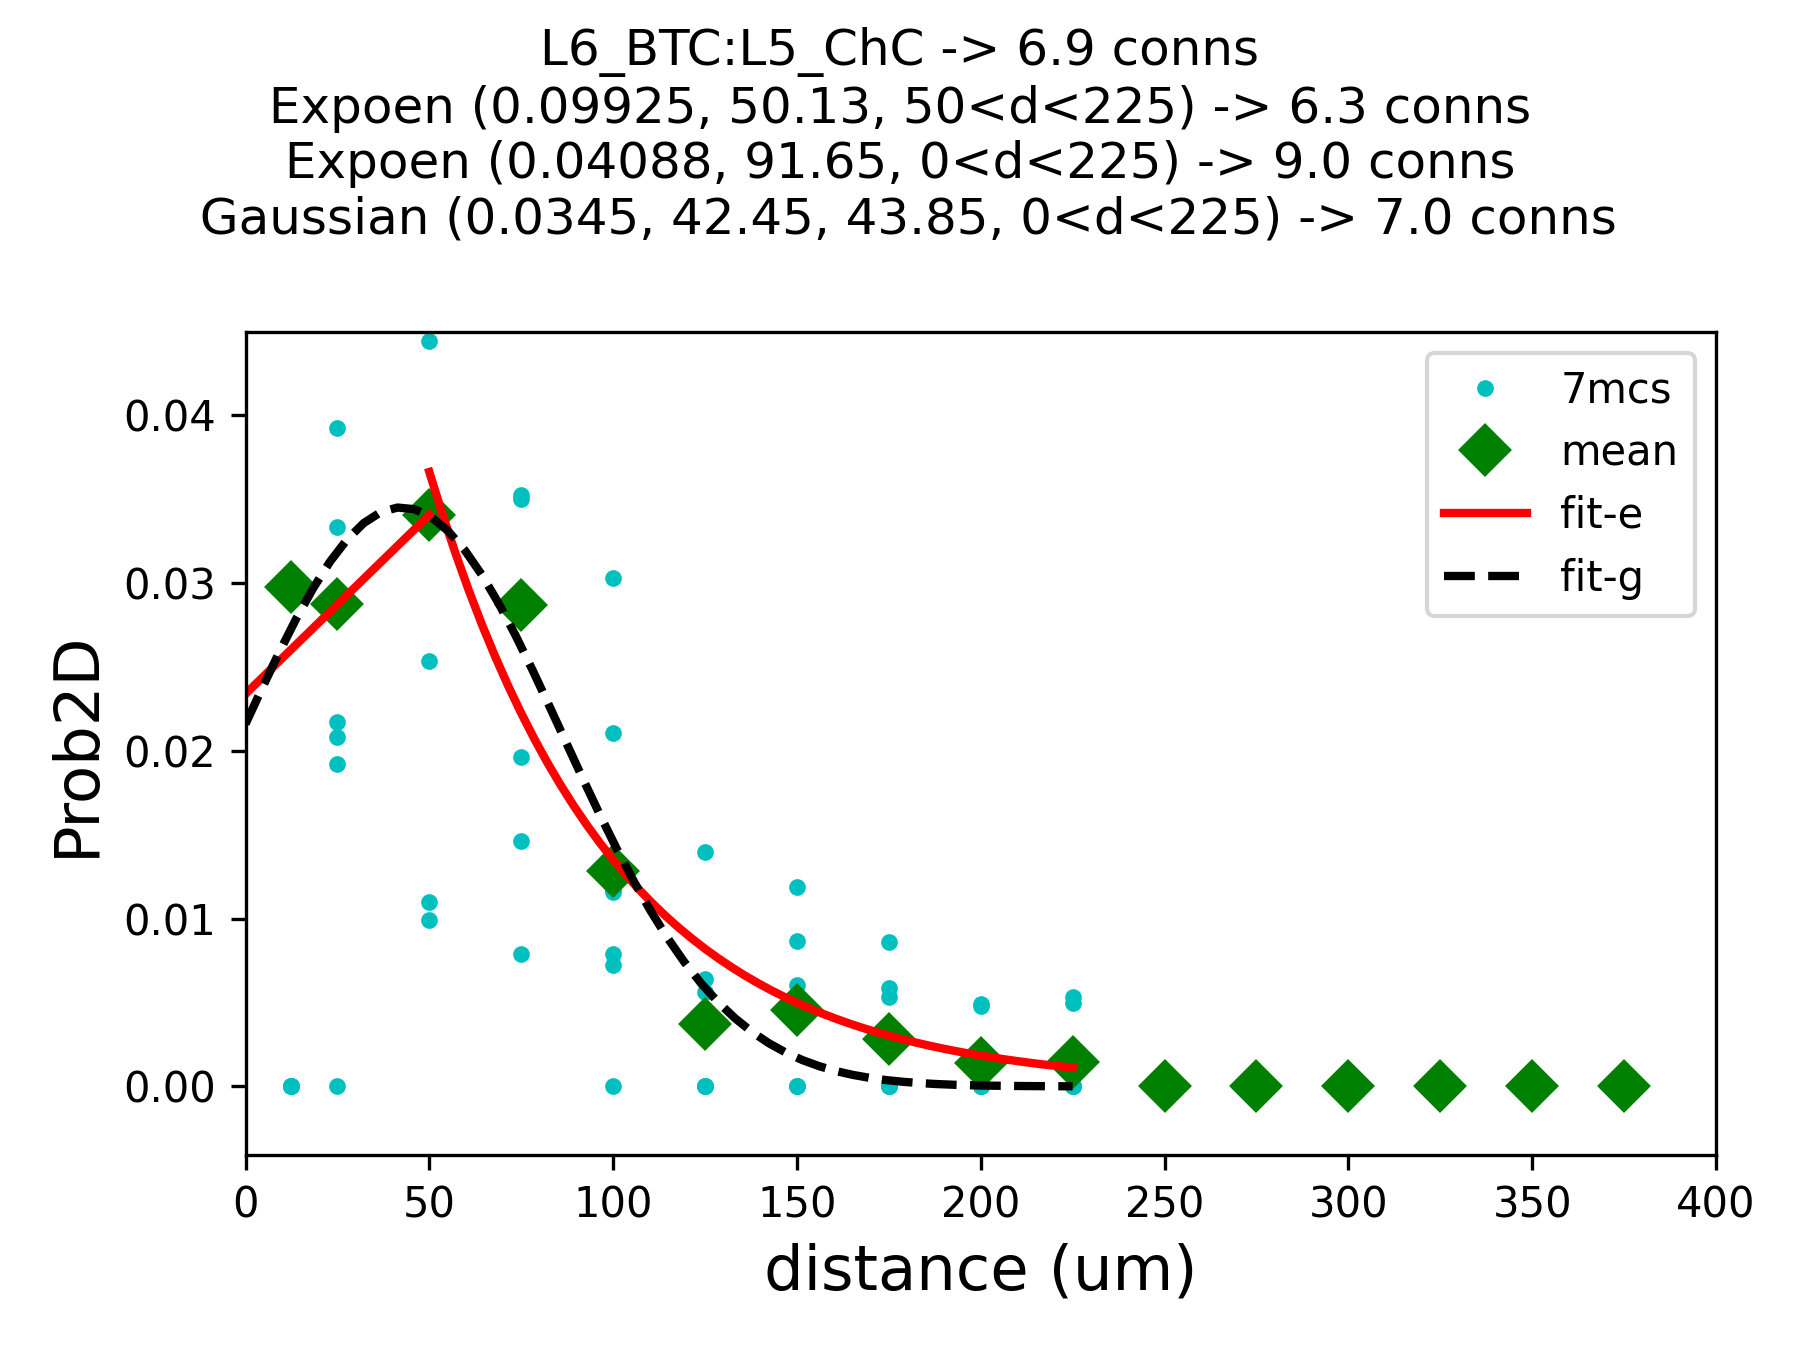 L6_BTC:L5_ChC -> 6.9 conns
Expoen (0.09925, 50.13, 50<d<225) -> 6.3 conns
Expoen (0.04088, 91.65, 0<d<225) -> 9.0 conns
Gaussian (0.0345, 42.45, 43.85, 0<d<225) -> 7.0 conns
7mcs
mean
fit-e
fit-g
Prob2D
0.04
0.03
0.02
0.01
0.00
0 50 100 150 200 250 300 350 400
distance (um)